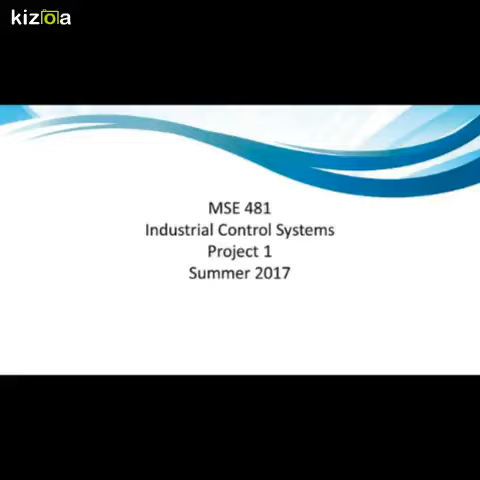 kizoa
MSE 481
Industrial Control Systems
Project 1
Summer 2017